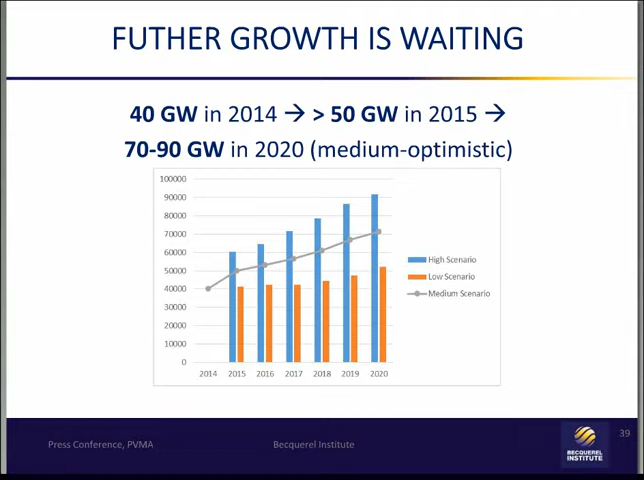 FUTHER GROWTH IS WAITING
40 GW in 2014 → > 50 GW in 2015 →
70-90 GW in 2020 (medium-optimistic)
100000
90000
80000
70000
60000
50000
40000
30000
20000
10000
0
2014 2015 2016 2017 2018 2019 2020
High Scenario
Low Scenario
Medium Scenario
Press Conference, PVMA
Becquerel Institute
BECQUEREL
INSTITUTE
39